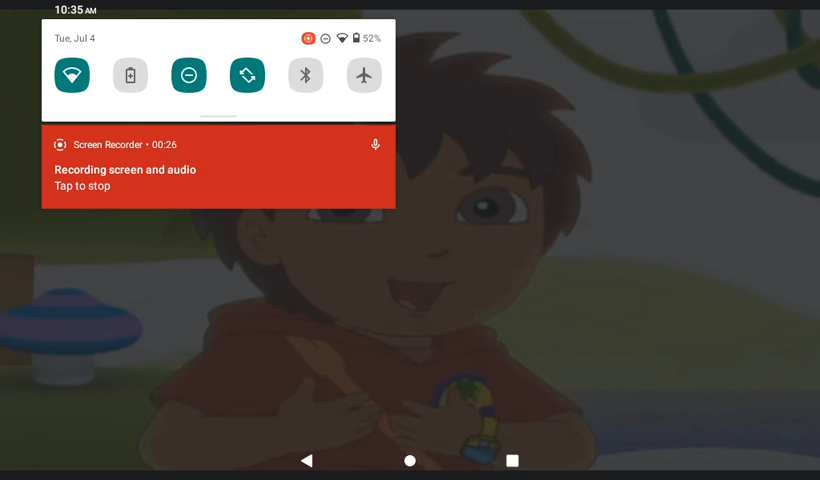 10:35 AM
Tue, Jul 4
52%
Screen Recorder • 00:26
Recording screen and audio
Tap to stop